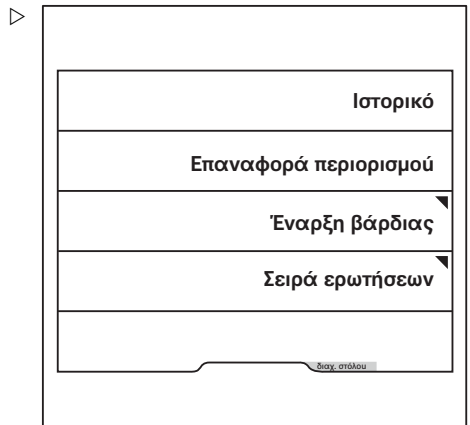 Ιστορικό
Επαναφορά περιορισμού
Έναρξη βάρδιας
Σειρά ερωτήσεων
διαχ. στόλου